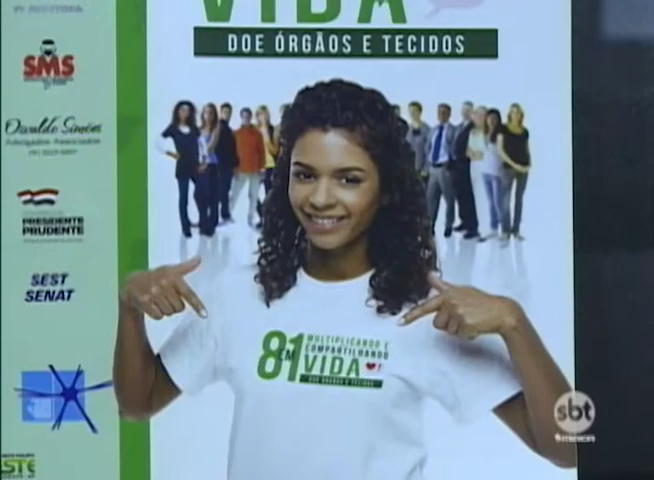 VIDA
DOE ÓRGÃOS E TECIDOS
SMS
Osvaldo Simões
PRESIDENTE
PRUDENTE
SEST
SENAT
STE
8 EM 1
MULTIPLICANDO E
COMPARTILHANDO
VIDA
DOE ÓRGÃOS E TECIDOS
sbt